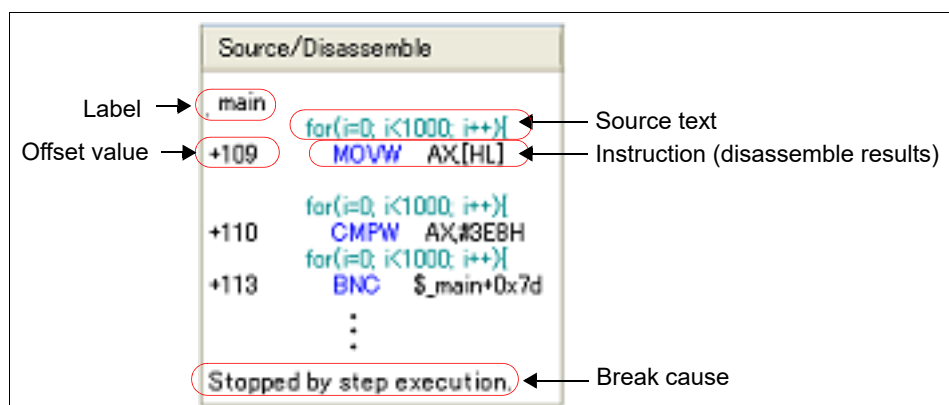 Source/Disassemble
Label
_main
for(i=0; i<1000; i++){
Source text
Offset value
+109 MOVW AX,[HL]
Instruction (disassemble results)
for(i=0; i<1000; i++){
+110 CMPW AX,#3E8H
for(i=0; i<1000; i++){
+113 BNC $_main+0x7d
Stopped by step execution.
Break cause